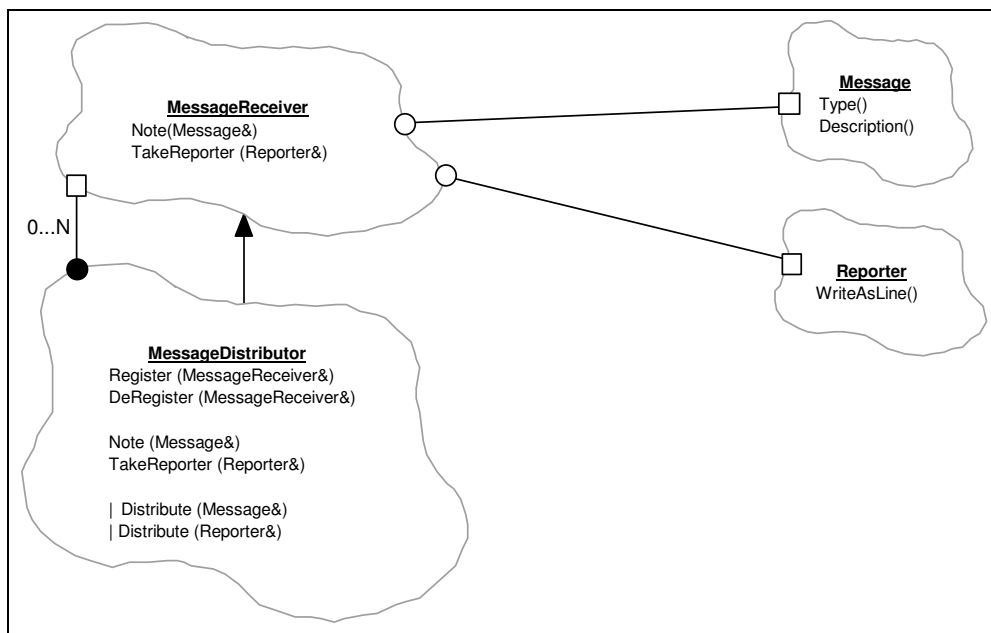 MessageReceiver
Note(Message&)
TakeReporter (Reporter&)
Message
Type()
Description()
0...N
Reporter
WriteAsLine()
MessageDistributor
Register (MessageReceiver&)
DeRegister (MessageReceiver&)
Note (Message&)
TakeReporter (Reporter&)
| Distribute (Message&)
| Distribute (Reporter&)